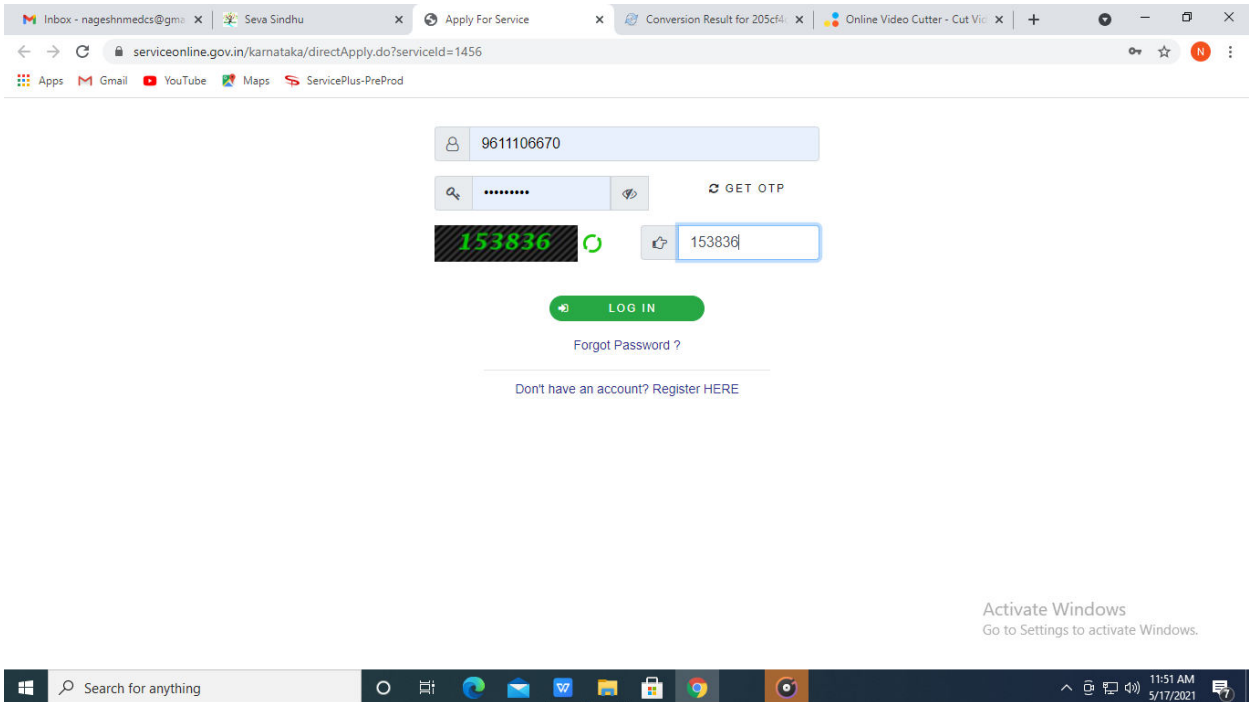 Inbox - nageshnmedcs@gma
Seva Sindhu
Apply For Service
Conversion Result for 205cf4
Online Video Cutter - Cut Vi
serviceonline.gov.in/karnataka/directApply.do?serviceId=1456
N
Apps
Gmail
YouTube
Maps
ServicePlus-PreProd
9611106670
•••••••••
GET OTP
153836
153836
LOG IN
Forgot Password ?
Don't have an account? Register HERE
Activate Windows
Go to Settings to activate Windows.
Search for anything
11:51 AM
5/17/2021